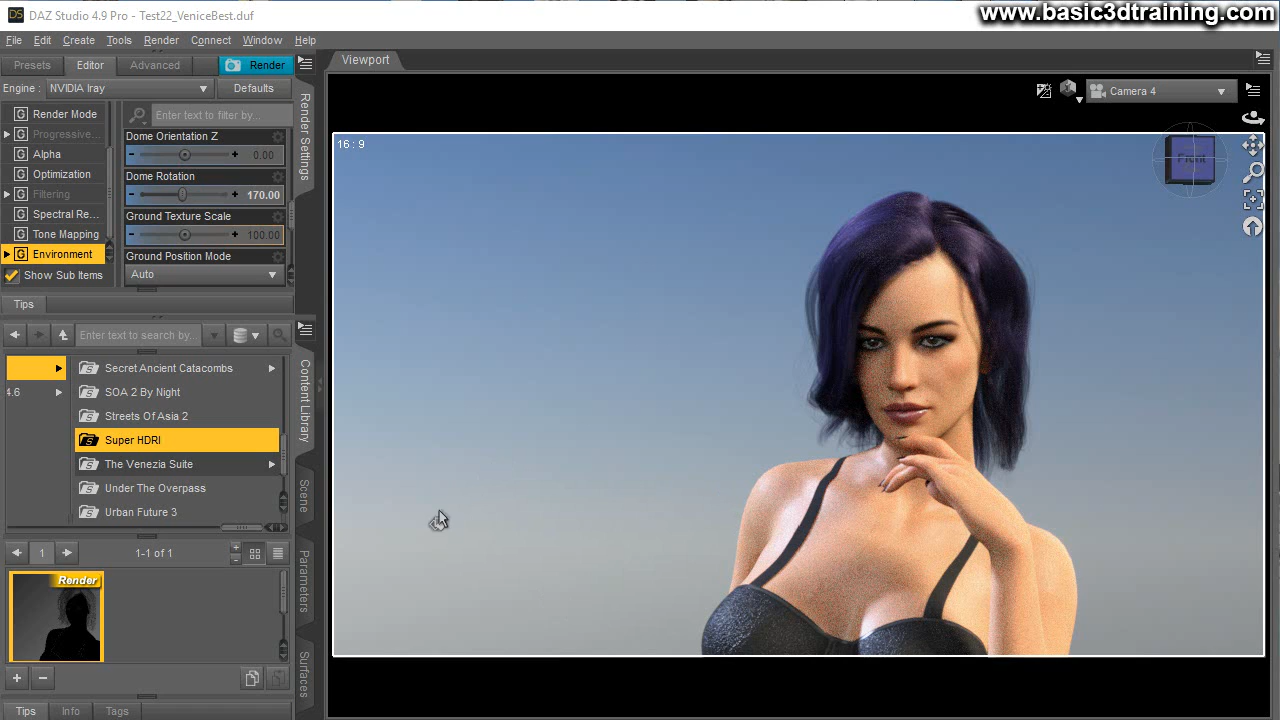 www.basic3dtraining.com
DS DAZ Studio 4.9 Pro - Test22_VeniceBest.duf
File Edit Create Tools Render Connect Window Help
Presets Editor Advanced Render
Viewport
Engine : NVIDIA Iray Defaults
Camera 4
Render Settings
G Render Mode
G Progressive...
G Alpha
G Optimization
G Filtering
G Spectral Re...
G Tone Mapping
G Environment
Show Sub Items
Enter text to filter by...
Dome Orientation Z
- + 0.00
Dome Rotation
- + 170.00
Ground Texture Scale
- + 100.00
Ground Position Mode
Auto
16 : 9
Front
Tips
Enter text to search by...
4.6
Secret Ancient Catacombs
SOA 2 By Night
Streets Of Asia 2
Super HDRI
The Venezia Suite
Under The Overpass
Urban Future 3
Content Library
Scene
Parameters
Surfaces
1 1-1 of 1
Render
Tips Info Tags